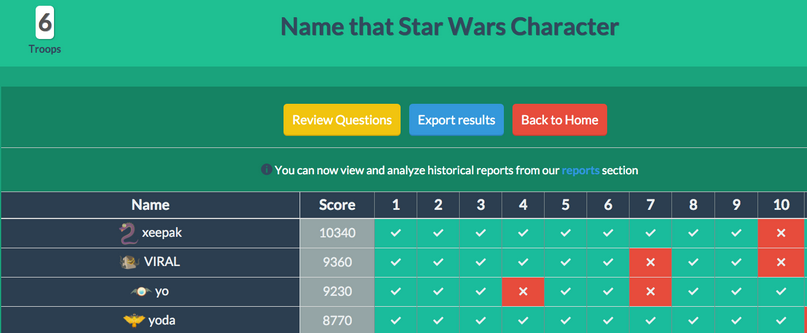 6
Troops
Name that Star Wars Character
Review Questions Export results Back to Home
You can now view and analyze historical reports from our reports section
Name Score 1 2 3 4 5 6 7 8 9 10
xeepak 10340
VIRAL 9360
yo 9230
yoda 8770